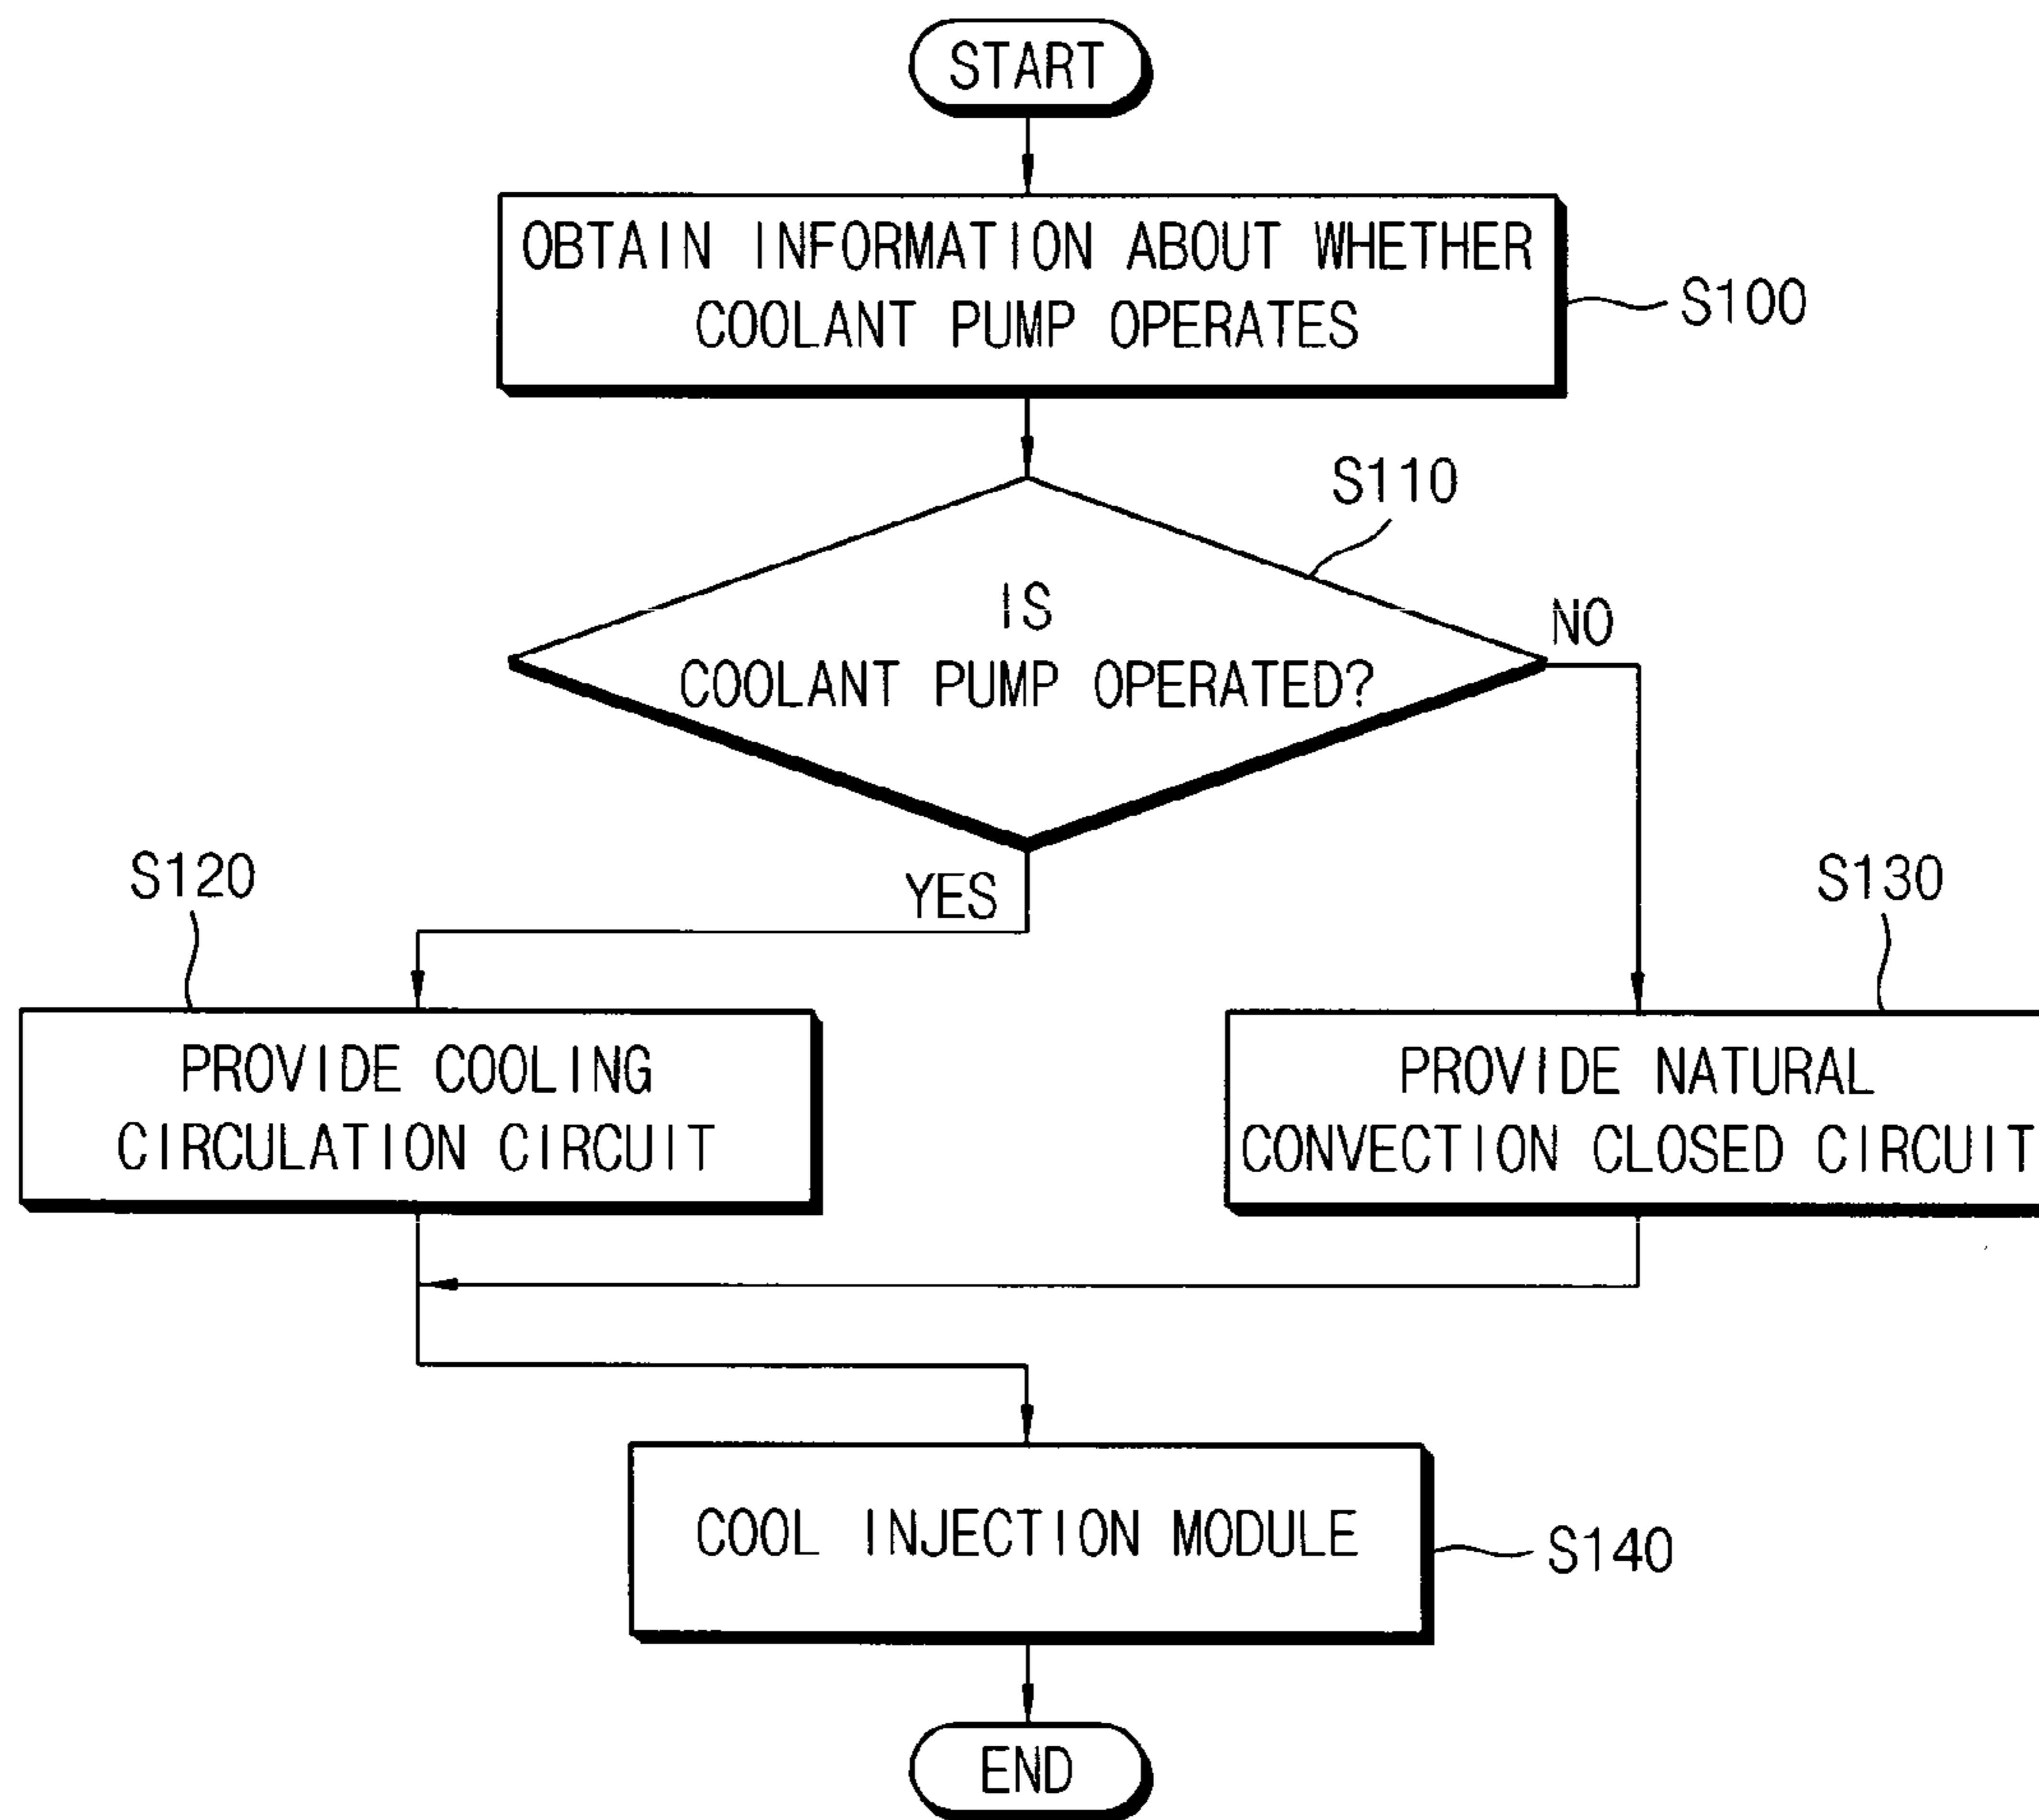 START
OBTAIN INFORMATION ABOUT WHETHER
COOLANT PUMP OPERATES
S100
S110
IS
COOLANT PUMP OPERATED?
NO
YES
S120
S130
PROVIDE COOLING
CIRCULATION CIRCUIT
PROVIDE NATURAL
CONVECTION CLOSED CIRCUIT
COOL INJECTION MODULE
S140
END